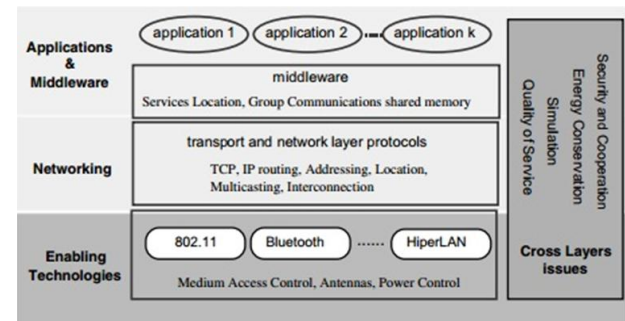 Applications
&
Middleware
application 1
application 2
application k
middleware
Services Location, Group Communications shared memory
Networking
transport and network layer protocols
TCP, IP routing, Addressing, Location,
Multicasting, Interconnection
Enabling
Technologies
802.11
Bluetooth
......
HiperLAN
Medium Access Control, Antennas, Power Control
Quality of Service
Simulation
Energy Conservation
Security and Cooperation
Cross Layers
issues